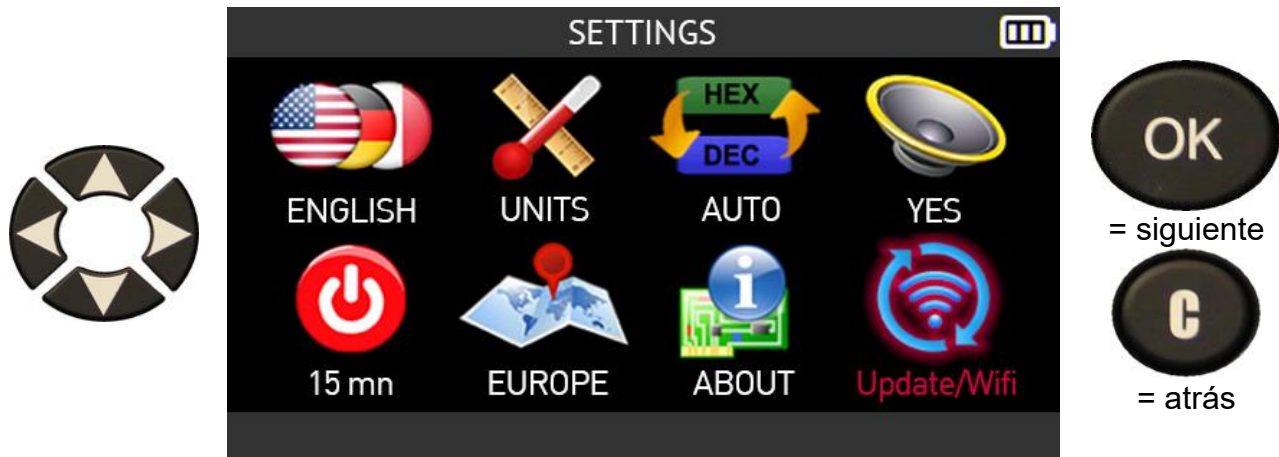 SETTINGS
HEX
DEC
ENGLISH UNITS AUTO YES
15 mn EUROPE ABOUT Update/Wifi
OK
= siguiente
C
= atrás